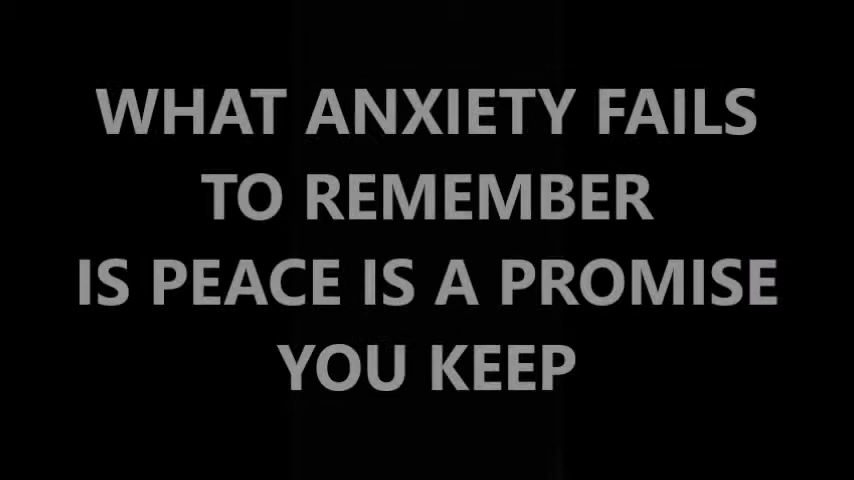 WHAT ANXIETY FAILS
TO REMEMBER
IS PEACE IS A PROMISE
YOU KEEP